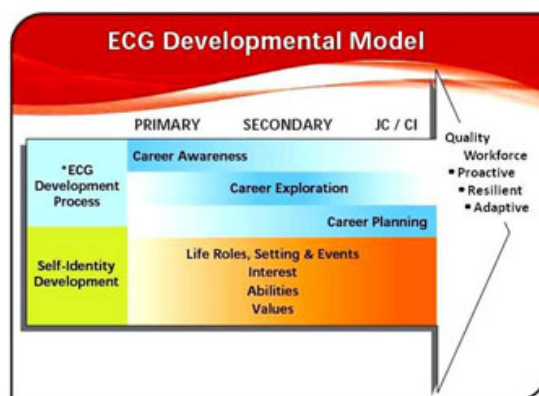 ECG Developmental Model
PRIMARY SECONDARY JC / CI
*ECG
Development
Process
Career Awareness
Career Exploration
Career Planning
Self-Identity
Development
Life Roles, Setting & Events
Interest
Abilities
Values
Quality
Workforce
▪ Proactive
▪ Resilient
▪ Adaptive